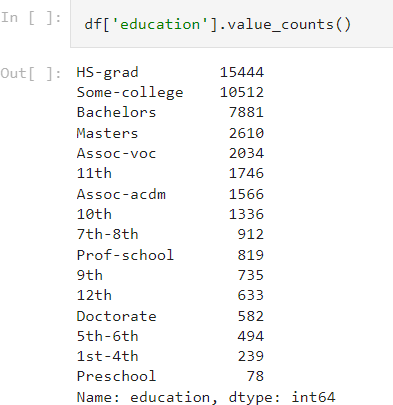 In [ ]: df['education'].value_counts()
Out[ ]: HS-grad 15444
Some-college 10512
Bachelors 7881
Masters 2610
Assoc-voc 2034
11th 1746
Assoc-acdm 1566
10th 1336
7th-8th 912
Prof-school 819
9th 735
12th 633
Doctorate 582
5th-6th 494
1st-4th 239
Preschool 78
Name: education, dtype: int64